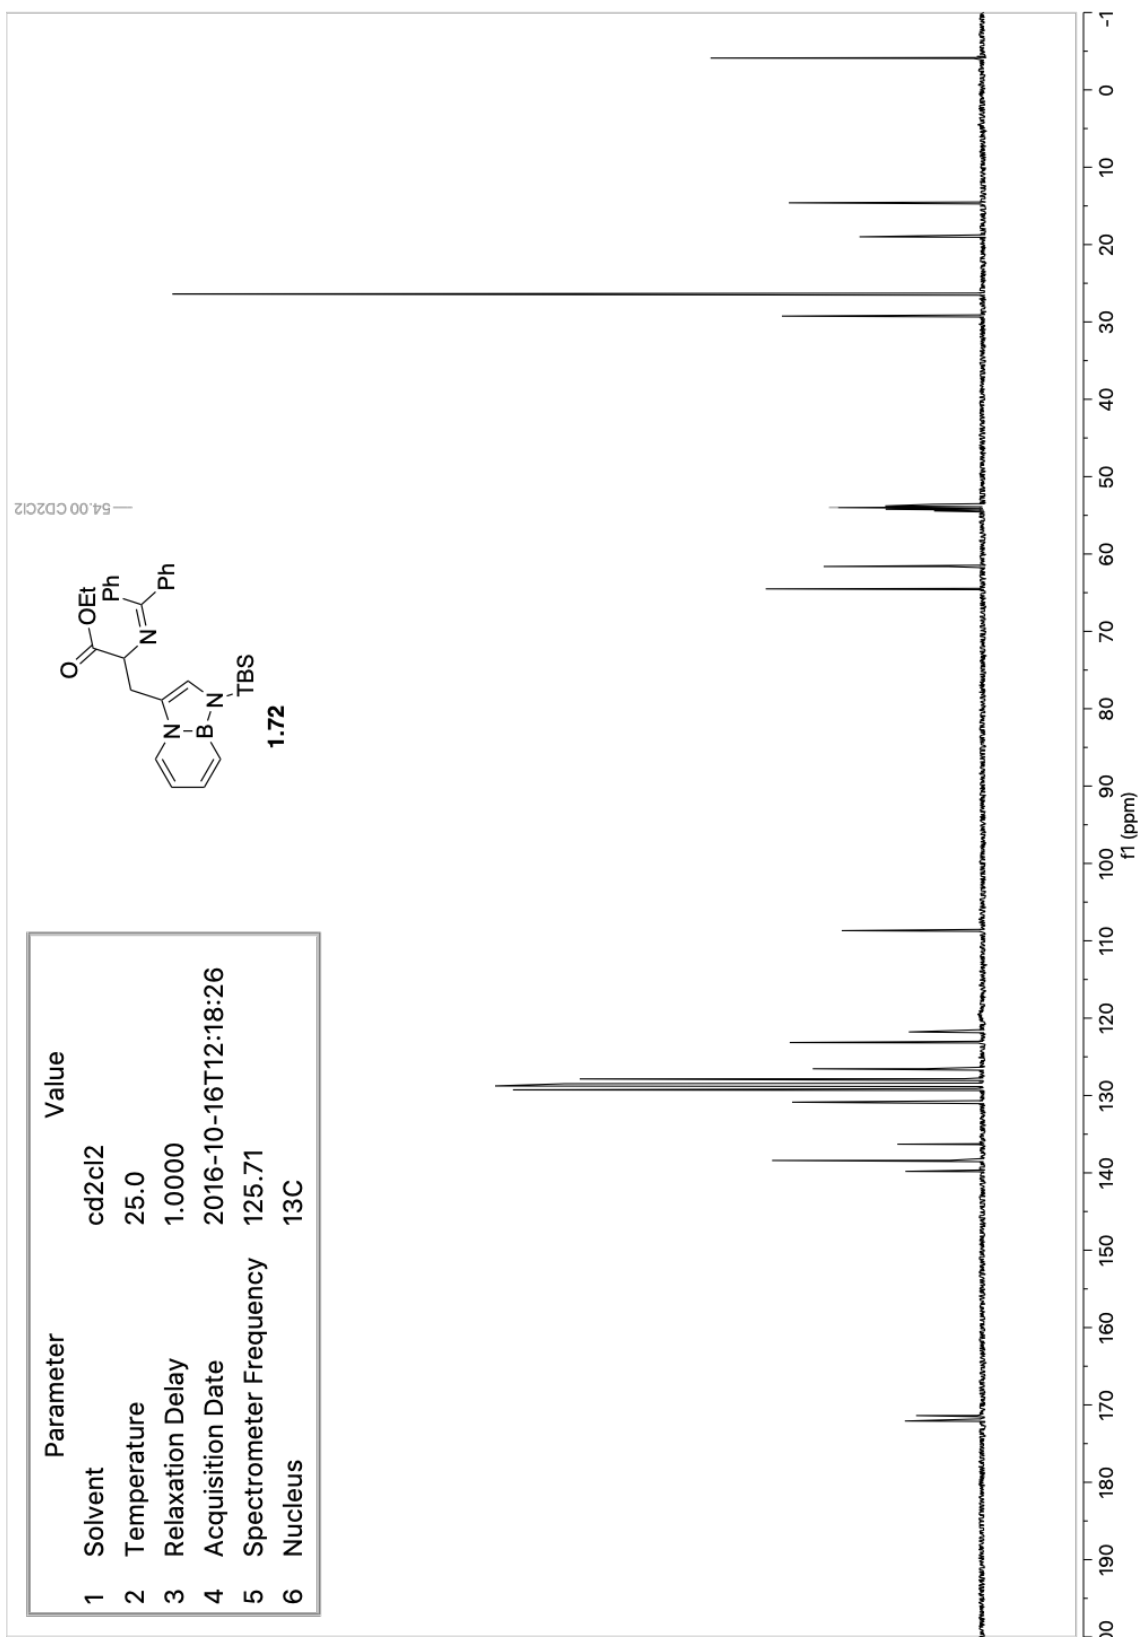 Parameter Value
1 Solvent cd2cl2
2 Temperature 25.0
3 Relaxation Delay 1.0000
4 Acquisition Date 2016-10-16T12:18:26
5 Spectrometer Frequency 125.71
6 Nucleus 13C
54.00 CD2Cl2
O
OEt
Ph
N
Ph
N
B
N
TBS
1.72
00 190 180 170 160 150 140 130 120 110 100 90 80 70 60 50 40 30 20 10 0 -1
f1 (ppm)